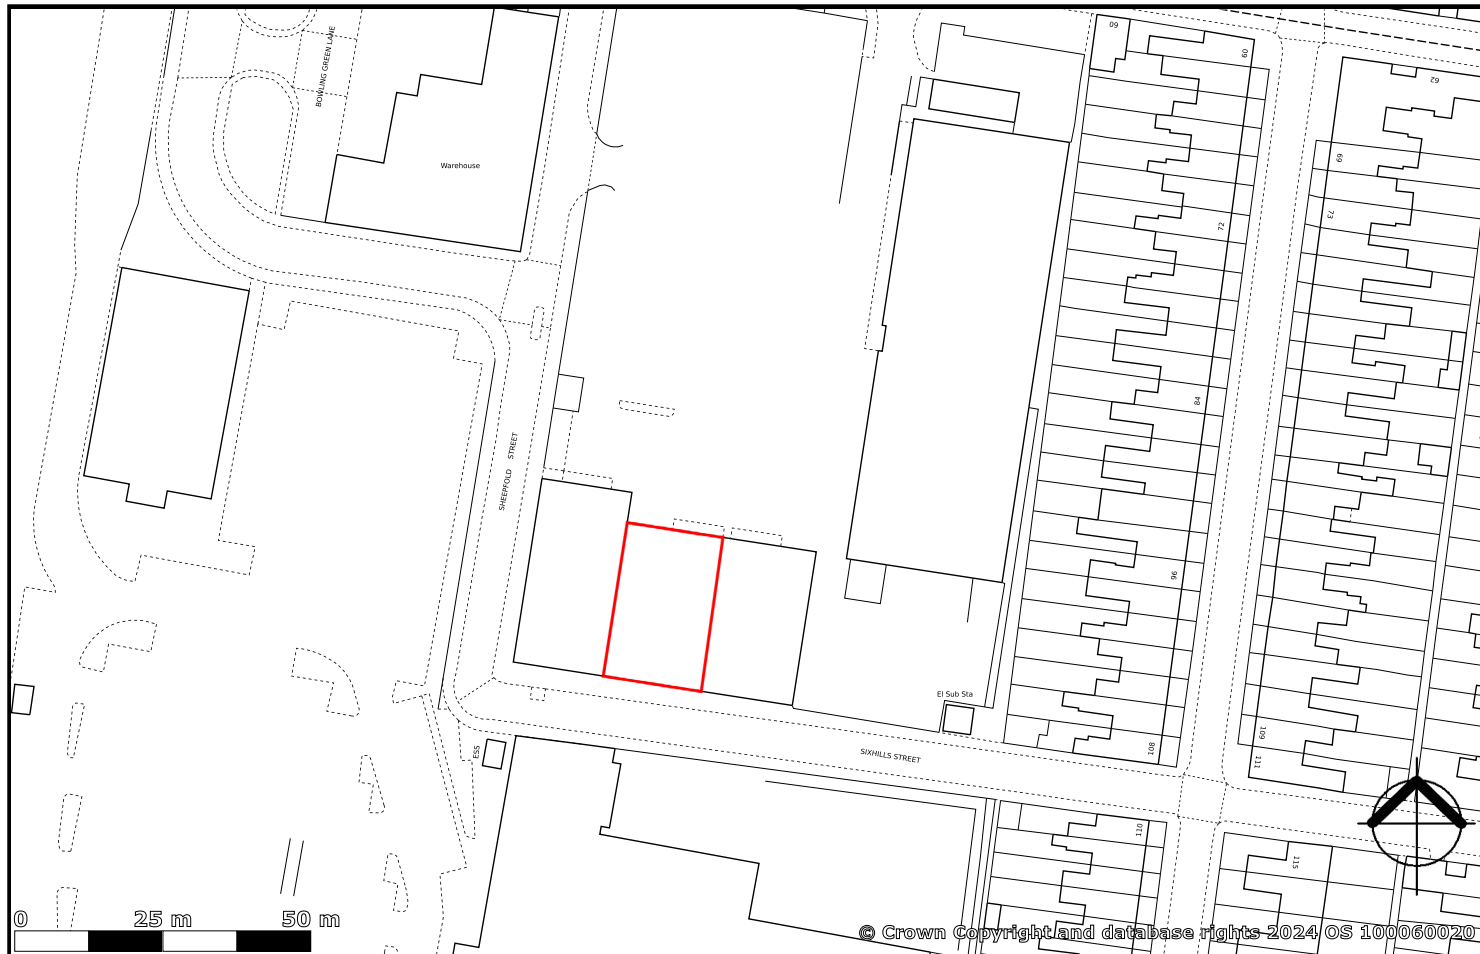 BOWLING GREEN LANE
Warehouse
60
60
62
69
73
72
SHEEPFOLD STREET
84
96
El Sub Sta
SIXHILLS STREET
ESS
108
109
111
110
115
0 25 m 50 m
© Crown Copyright and database rights 2024 OS 100060020